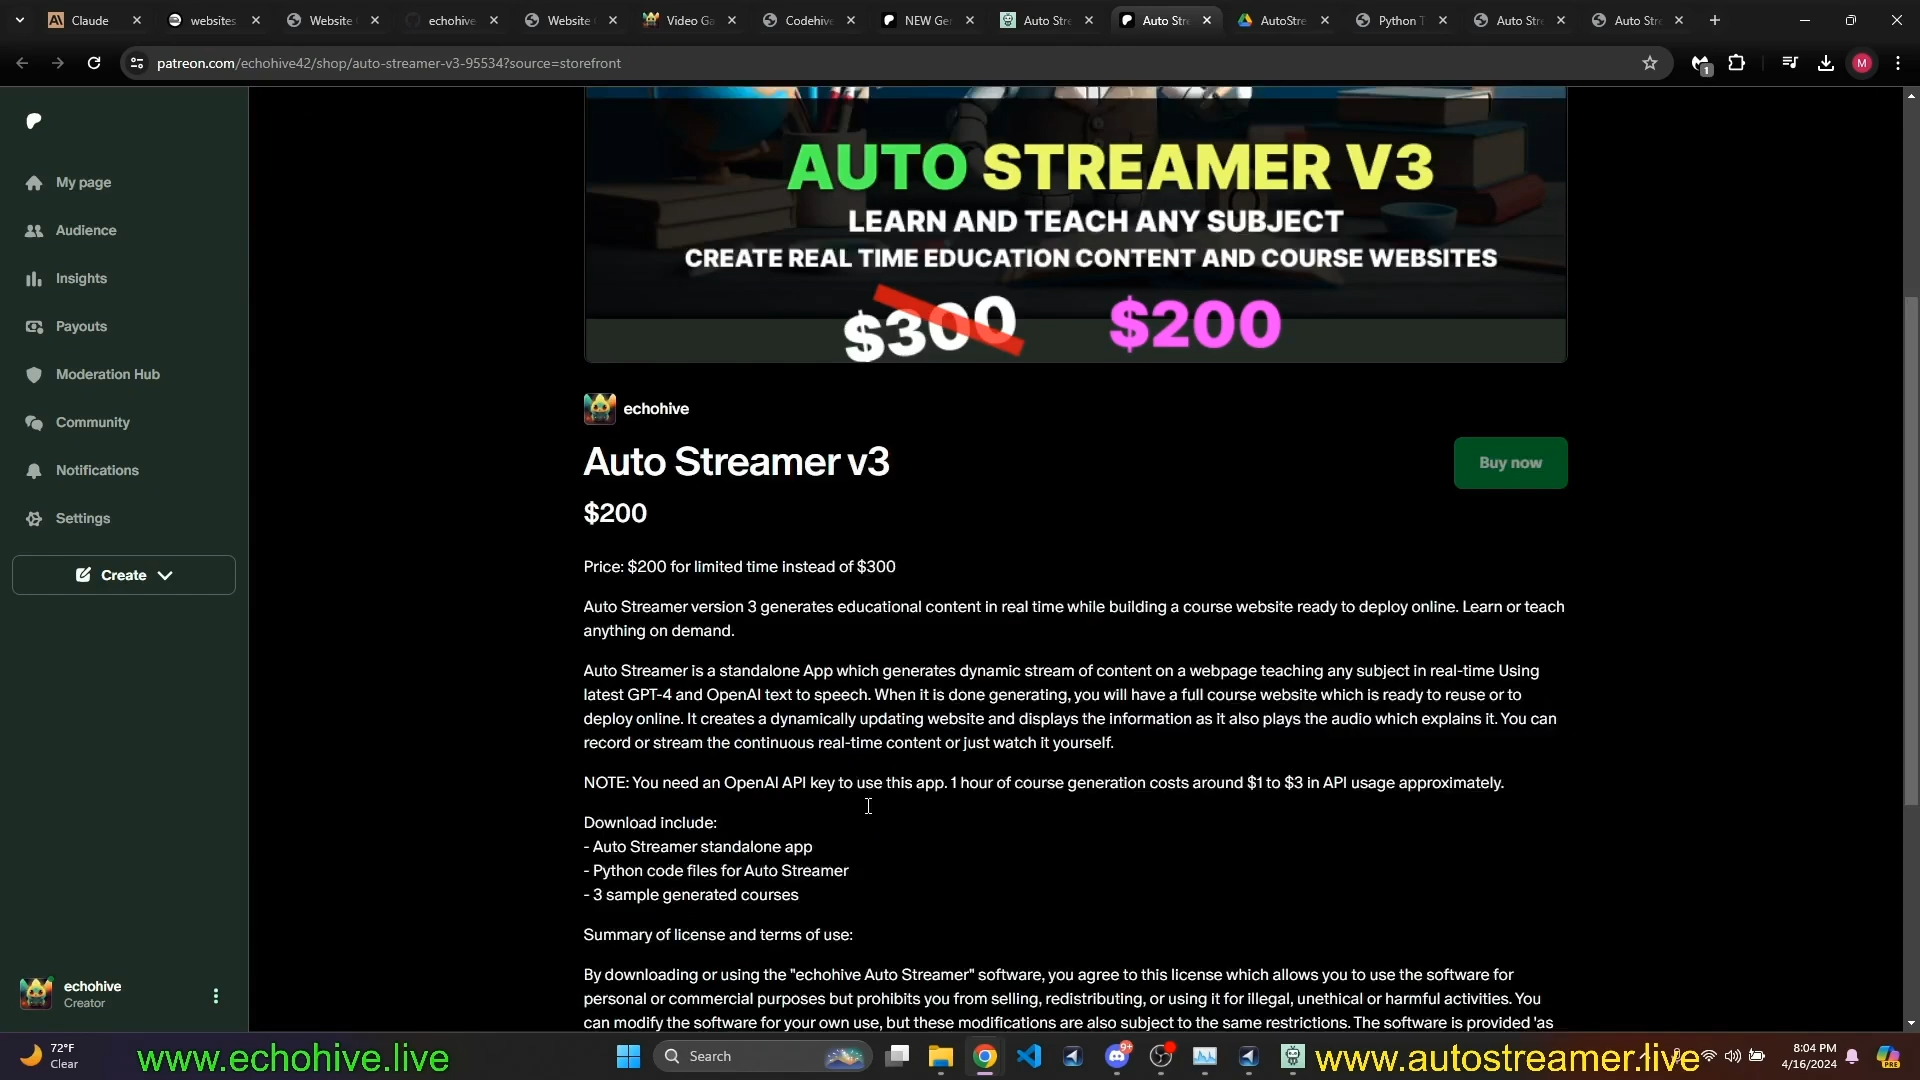 Claude
websites
Website
echohive
Website
Video Ga
Codehive
NEW Ge
Auto Str
Auto Stre
AutoStre
Python T
Auto Str
Auto Str
patreon.com/echohive42/shop/auto-streamer-v3-95534?source=storefront
1
M
My page
Audience
Insights
Payouts
Moderation Hub
Community
Notifications
Settings
Create
echohive
Creator
AUTO STREAMER V3
LEARN AND TEACH ANY SUBJECT
CREATE REAL TIME EDUCATION CONTENT AND COURSE WEBSITES
$300 $200
echohive
Auto Streamer v3
Buy now
$200
Price: $200 for limited time instead of $300
Auto Streamer version 3 generates educational content in real time while building a course website ready to deploy online. Learn or teach
anything on demand.
Auto Streamer is a standalone App which generates dynamic stream of content on a webpage teaching any subject in real-time Using
latest GPT-4 and OpenAI text to speech. When it is done generating, you will have a full course website which is ready to reuse or to
deploy online. It creates a dynamically updating website and displays the information as it also plays the audio which explains it. You can
record or stream the continuous real-time content or just watch it yourself.
NOTE: You need an OpenAI API key to use this app. 1 hour of course generation costs around $1 to $3 in API usage approximately.
Download include:
- Auto Streamer standalone app
- Python code files for Auto Streamer
- 3 sample generated courses
Summary of license and terms of use:
By downloading or using the "echohive Auto Streamer" software, you agree to this license which allows you to use the software for
personal or commercial purposes but prohibits you from selling, redistributing, or using it for illegal, unethical or harmful activities. You
can modify the software for your own use, but these modifications are also subject to the same restrictions. The software is provided 'as
72°F
Clear
www.echohive.live
Search
9+
www.autostreamer.live
8:04 PM
4/16/2024
PRE